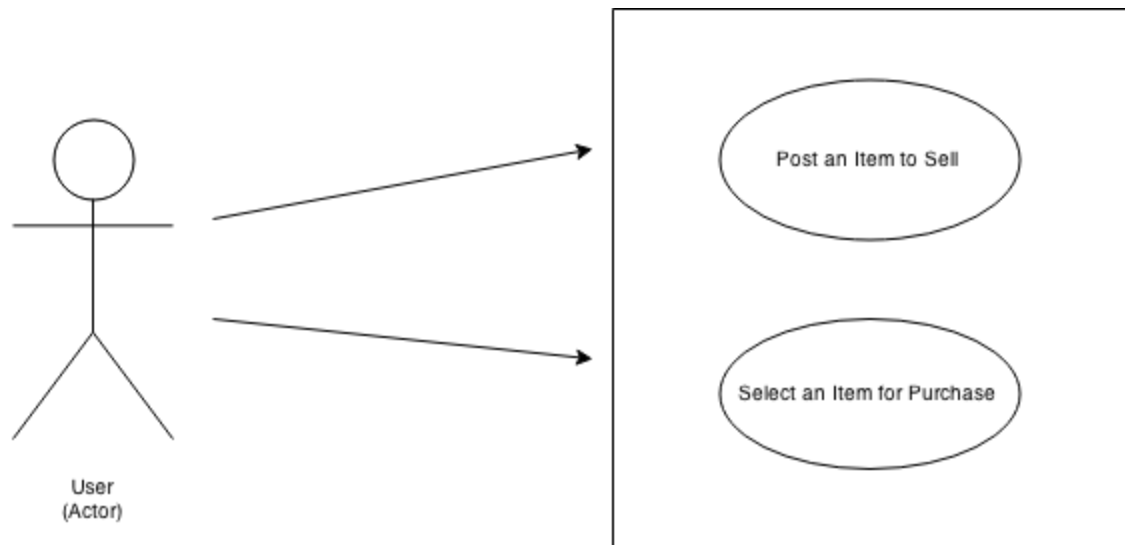 Post an Item to Sell
Select an Item for Purchase
User
(Actor)